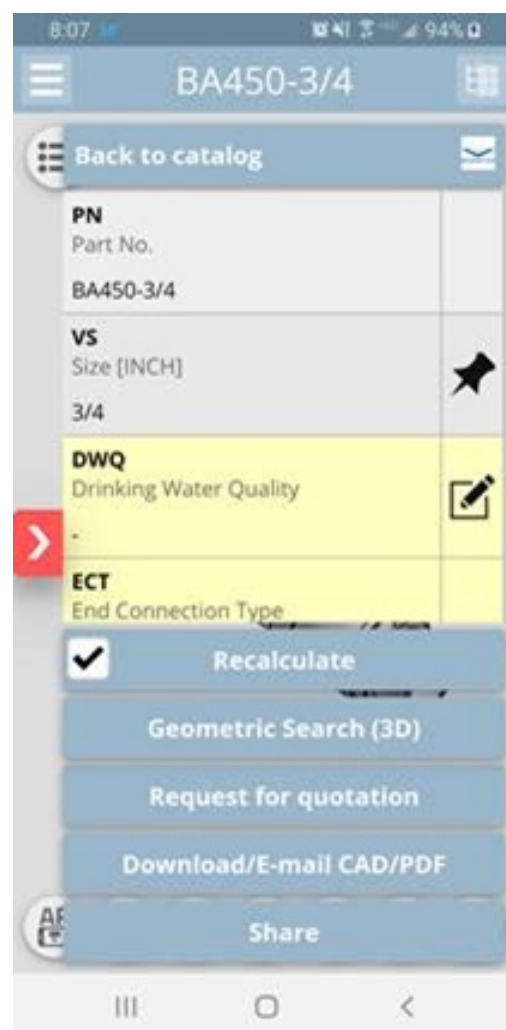 8:07
94%
BA450-3/4
Back to catalog
PN
Part No.
BA450-3/4
VS
Size [INCH]
3/4
DWQ
Drinking Water Quality
-
ECT
End Connection Type
Recalculate
Geometric Search (3D)
Request for quotation
Download/E-mail CAD/PDF
Share